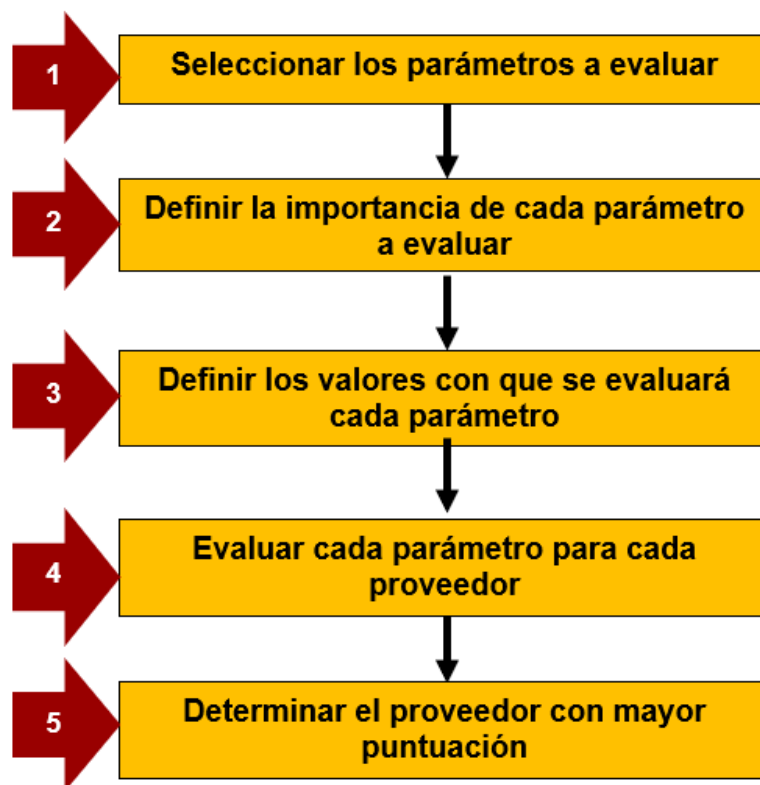 1
Seleccionar los parámetros a evaluar
2
Definir la importancia de cada parámetro
a evaluar
3
Definir los valores con que se evaluará
cada parámetro
4
Evaluar cada parámetro para cada
proveedor
5
Determinar el proveedor con mayor
puntuación